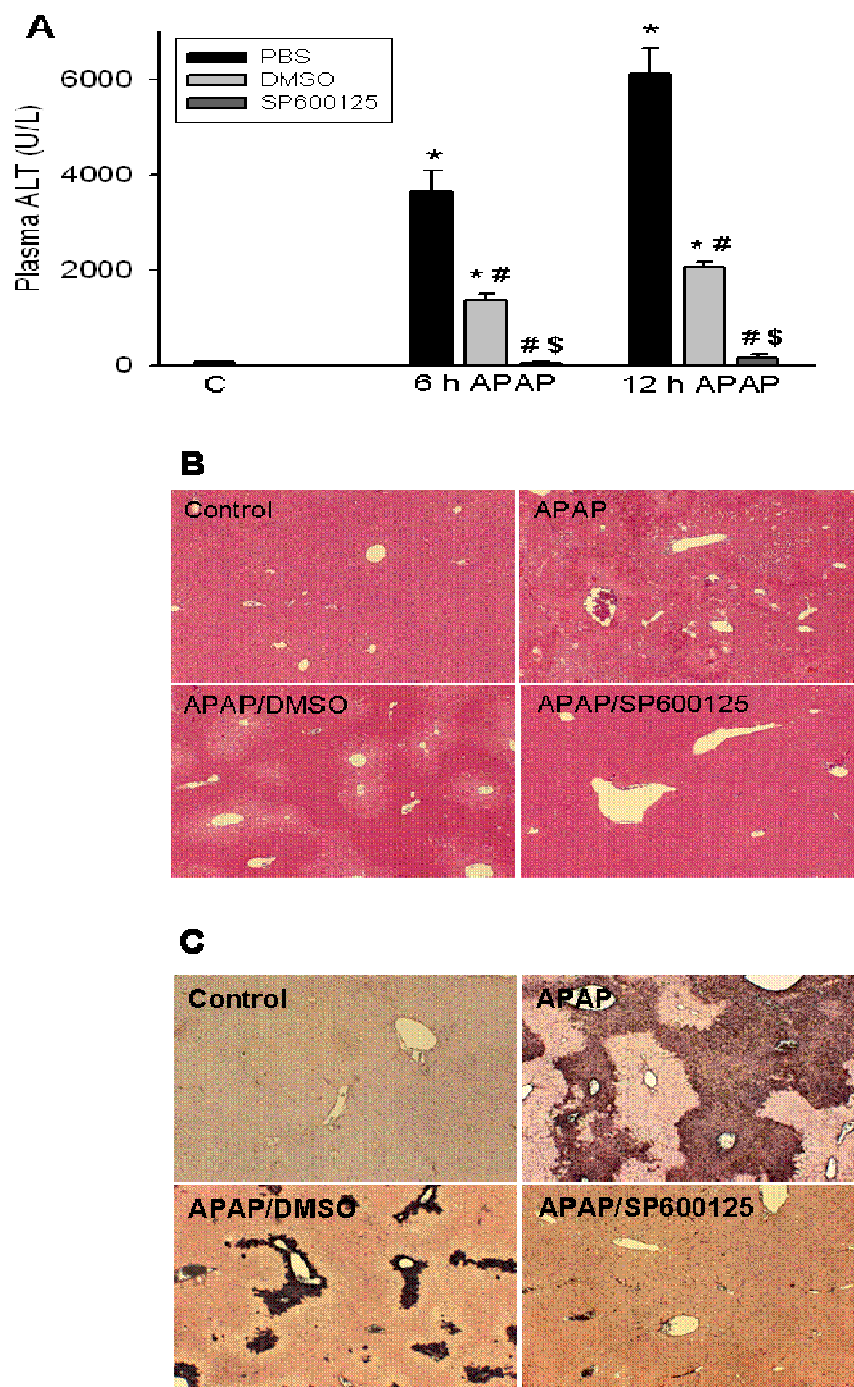 A
PBS
DMSO
SP600125
Plasma ALT (U/L)
6000
4000
2000
0
*
* #
# $
*
* #
# $
C
6 h APAP
12 h APAP
B
Control
APAP
APAP/DMSO
APAP/SP600125
C
Control
APAP
APAP/DMSO
APAP/SP600125